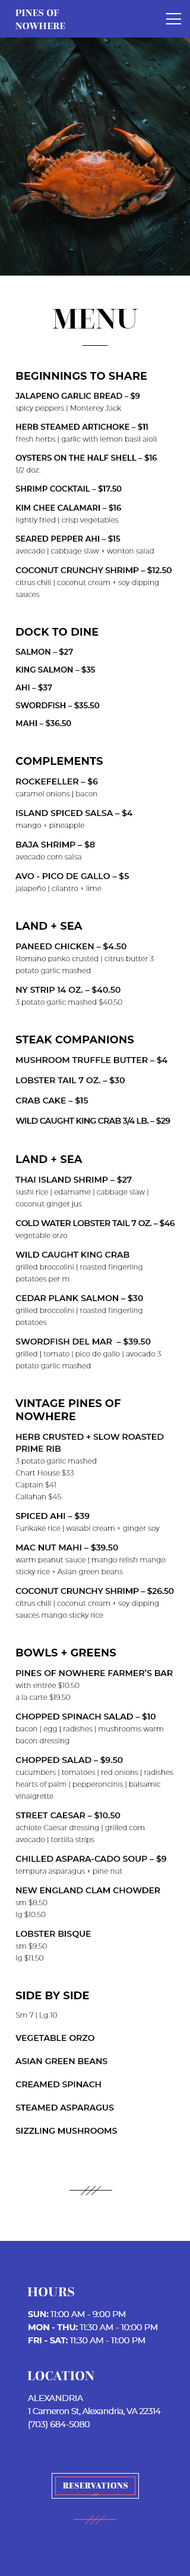 PINES OF
NOWHERE
MENU
BEGINNINGS TO SHARE
JALAPENO GARLIC BREAD – $9
spicy peppers | Monterey Jack
HERB STEAMED ARTICHOKE – $11
fresh herbs | garlic with lemon basil aioli
OYSTERS ON THE HALF SHELL – $16
1/2 doz.
SHRIMP COCKTAIL – $17.50
KIM CHEE CALAMARI – $16
lightly fried | crisp vegetables
SEARED PEPPER AHI – $15
avocado | cabbage slaw + wonton salad
COCONUT CRUNCHY SHRIMP – $12.50
citrus chili | coconut cream + soy dipping
sauces
DOCK TO DINE
SALMON – $27
KING SALMON – $35
AHI – $37
SWORDFISH – $35.50
MAHI – $36.50
COMPLEMENTS
ROCKEFELLER – $6
caramel onions | bacon
ISLAND SPICED SALSA – $4
mango + pineapple
BAJA SHRIMP – $8
avocado corn salsa
AVO - PICO DE GALLO – $5
jalapeño | cilantro + lime
LAND + SEA
PANEED CHICKEN – $4.50
Romano panko crusted | citrus butter 3
potato garlic mashed
NY STRIP 14 OZ. – $40.50
3 potato garlic mashed $40.50
STEAK COMPANIONS
MUSHROOM TRUFFLE BUTTER – $4
LOBSTER TAIL 7 OZ. – $30
CRAB CAKE – $15
WILD CAUGHT KING CRAB 3/4 LB. – $29
LAND + SEA
THAI ISLAND SHRIMP – $27
sushi rice | edamame | cabbage slaw |
coconut ginger jus
COLD WATER LOBSTER TAIL 7 OZ. – $46
vegetable orzo
WILD CAUGHT KING CRAB
grilled broccolini | roasted fingerling
potatoes per m
CEDAR PLANK SALMON – $30
grilled broccolini | roasted fingerling
potatoes
SWORDFISH DEL MAR – $39.50
grilled | tomato | pico de gallo | avocado 3
potato garlic mashed
VINTAGE PINES OF
NOWHERE
HERB CRUSTED + SLOW ROASTED
PRIME RIB
3 potato garlic mashed
Chart House $33
Captain $41
Callahan $45
SPICED AHI – $39
Furikake rice | wasabi cream + ginger soy
MAC NUT MAHI – $39.50
warm peanut sauce | mango relish mango
sticky rice + Asian green beans
COCONUT CRUNCHY SHRIMP – $26.50
citrus chili | coconut cream + soy dipping
sauces mango sticky rice
BOWLS + GREENS
PINES OF NOWHERE FARMER'S BAR
with entrée $10.50
a la carte $19.50
CHOPPED SPINACH SALAD – $10
bacon | egg | radishes | mushrooms warm
bacon dressing
CHOPPED SALAD – $9.50
cucumbers | tomatoes | red onions | radishes
hearts of palm | pepperoncinis | balsamic
vinaigrette
STREET CAESAR – $10.50
achiote Caesar dressing | grilled corn
avocado | tortilla strips
CHILLED ASPARA-CADO SOUP – $9
tempura asparagus + pine nut
NEW ENGLAND CLAM CHOWDER
sm $8.50
lg $10.50
LOBSTER BISQUE
sm $9.50
lg $11.50
SIDE BY SIDE
Sm 7 | Lg 10
VEGETABLE ORZO
ASIAN GREEN BEANS
CREAMED SPINACH
STEAMED ASPARAGUS
SIZZLING MUSHROOMS
HOURS
SUN: 11:00 AM - 9:00 PM
MON - THU: 11:30 AM - 10:00 PM
FRI - SAT: 11:30 AM - 11:00 PM
LOCATION
ALEXANDRIA
1 Cameron St, Alexandria, VA 22314
(703) 684-5080
RESERVATIONS